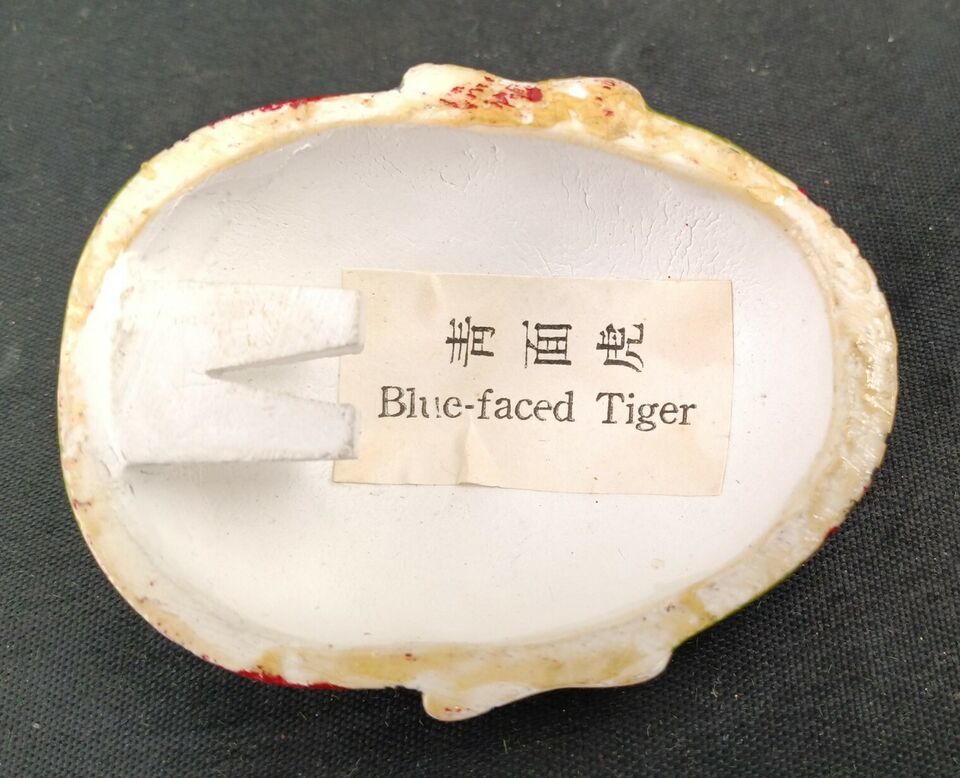 青面虎
Blue-faced Tiger